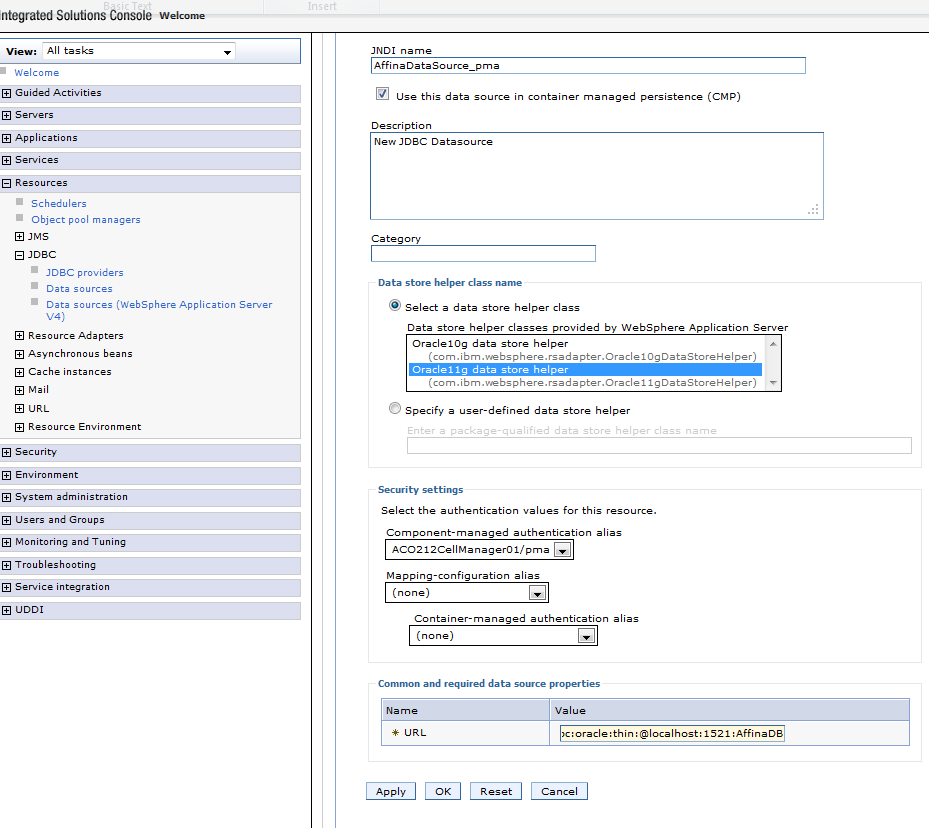 Basic Text
Insert
Integrated Solutions Console Welcome
View: All tasks
Welcome
Guided Activities
Servers
Applications
Services
Resources
Schedulers
Object pool managers
JMS
JDBC
JDBC providers
Data sources
Data sources (WebSphere Application Server
V4)
Resource Adapters
Asynchronous beans
Cache instances
Mail
URL
Resource Environment
Security
Environment
System administration
Users and Groups
Monitoring and Tuning
Troubleshooting
Service integration
UDDI
JNDI name
AffinaDataSource_pma
Use this data source in container managed persistence (CMP)
Description
New JDBC Datasource
Category
Data store helper class name
Select a data store helper class
Data store helper classes provided by WebSphere Application Server
Oracle10g data store helper
(com.ibm.websphere.rsadapter.Oracle10gDataStoreHelper)
Oracle11g data store helper
(com.ibm.websphere.rsadapter.Oracle11gDataStoreHelper)
Specify a user-defined data store helper
Enter a package-qualified data store helper class name
Security settings
Select the authentication values for this resource.
Component-managed authentication alias
ACO212CellManager01/pma
Mapping-configuration alias
(none)
Container-managed authentication alias
(none)
Common and required data source properties
Name Value
* URL c:oracle:thin:@localhost:1521:AffinaDB
Apply OK Reset Cancel